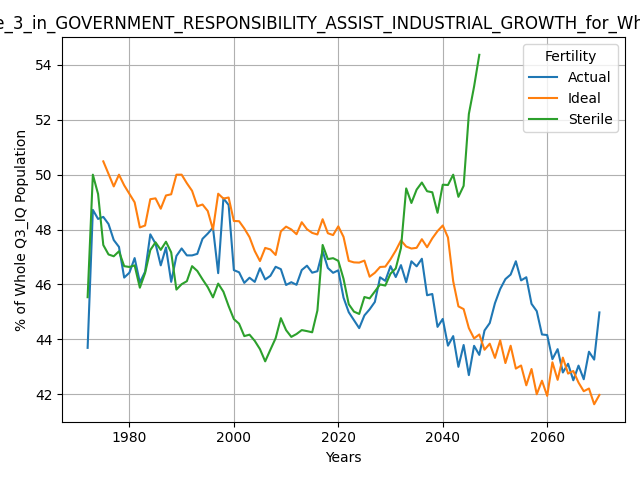 e_3_in_GOVERNMENT_RESPONSIBILITY_ASSIST_INDUSTRIAL_GROWTH_for_Wh
Fertility
Actual
Ideal
Sterile
% of Whole Q3_IQ Population
54
52
50
48
46
44
42
1980
2000
2020
2040
2060
Years